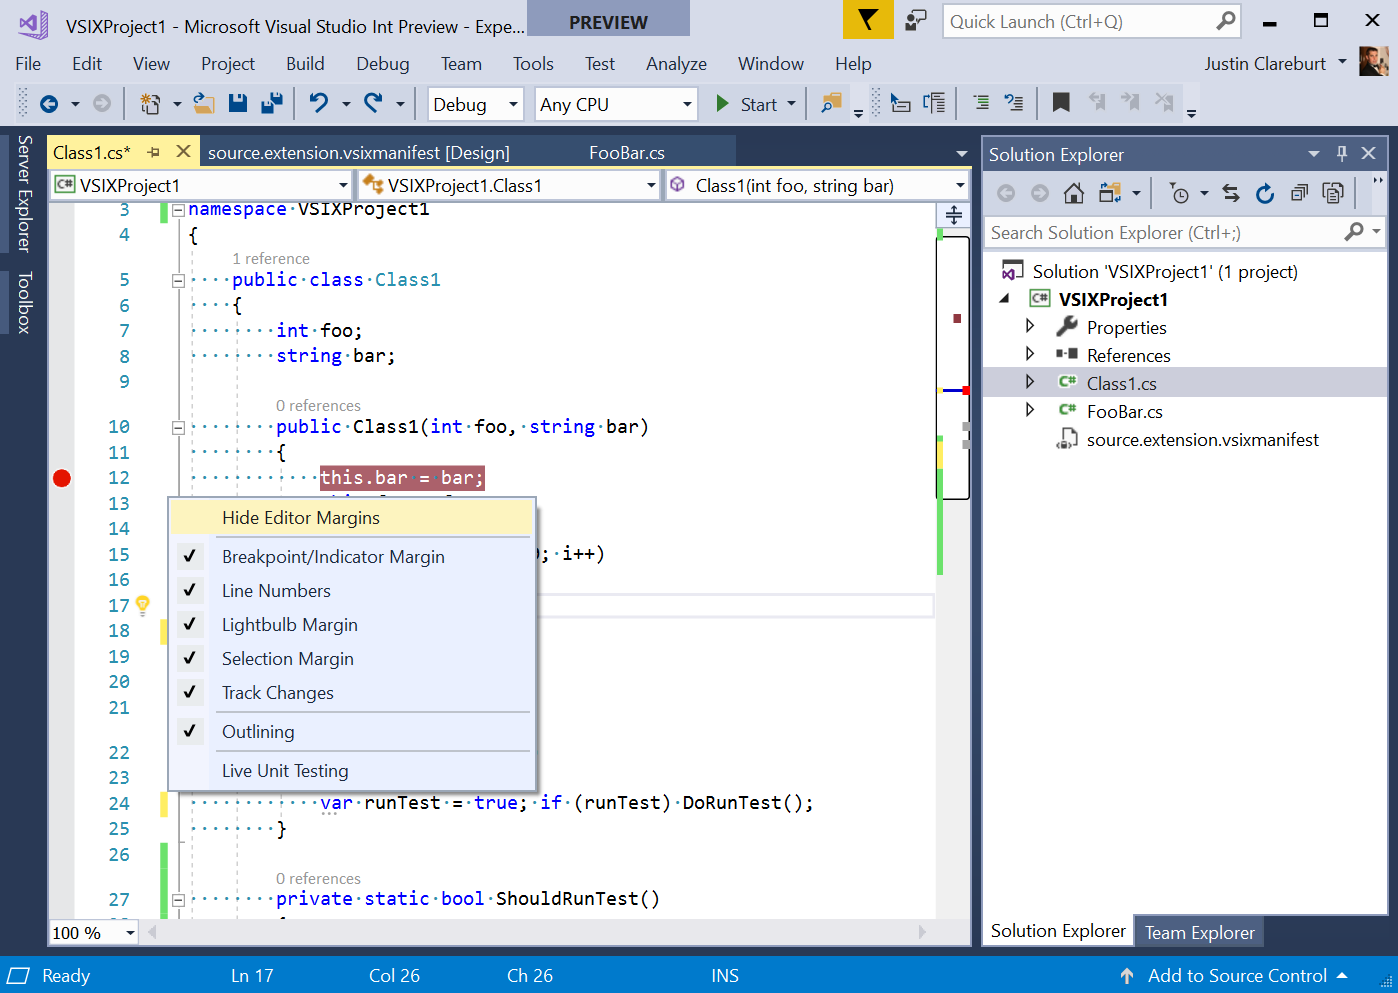 VSIXProject1 - Microsoft Visual Studio Int Preview - Expe...
PREVIEW
Quick Launch (Ctrl+Q)
File Edit View Project Build Debug Team Tools Test Analyze Window Help
Justin Clareburt
Debug Any CPU Start
Server Explorer
Toolbox
Class1.cs* source.extension.vsixmanifest [Design] FooBar.cs
C# VSIXProject1 VSIXProject1.Class1 Class1(int foo, string bar)
3 namespace VSIXProject1
4 {
1 reference
5 public class Class1
6 {
7 int foo;
8 string bar;
9
0 references
10 public Class1(int foo, string bar)
11 {
12 this.bar = bar;
13
14
15 ; i++)
16
17
18
19
20
21
22
23
Hide Editor Margins
Breakpoint/Indicator Margin
Line Numbers
Lightbulb Margin
Selection Margin
Track Changes
Outlining
Live Unit Testing
24 var runTest = true; if (runTest) DoRunTest();
25 }
26
0 references
27 private static bool ShouldRunTest()
100 %
Solution Explorer
Search Solution Explorer (Ctrl+;)
Solution 'VSIXProject1' (1 project)
C# VSIXProject1
Properties
References
C# Class1.cs
C# FooBar.cs
source.extension.vsixmanifest
Solution Explorer Team Explorer
Ready Ln 17 Col 26 Ch 26 INS Add to Source Control